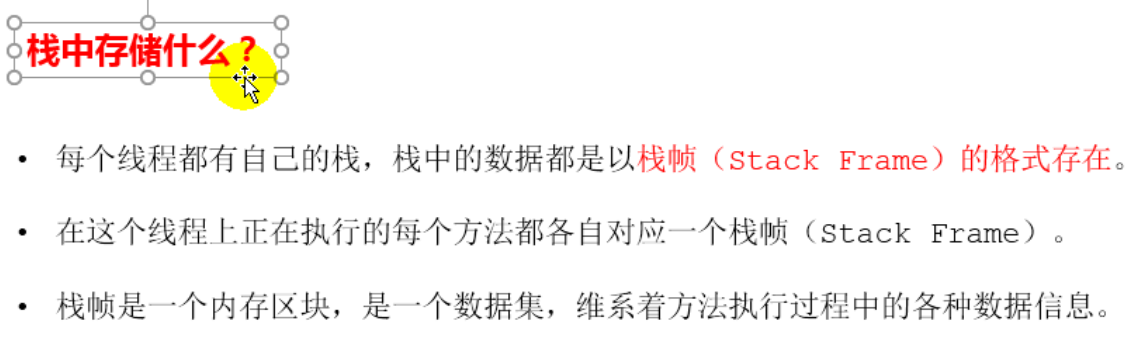 栈中存储什么？
• 每个线程都有自己的栈，栈中的数据都是以栈帧（Stack Frame）的格式存在。
• 在这个线程上正在执行的每个方法都各自对应一个栈帧（Stack Frame）。
• 栈帧是一个内存区块，是一个数据集，维系着方法执行过程中的各种数据信息。